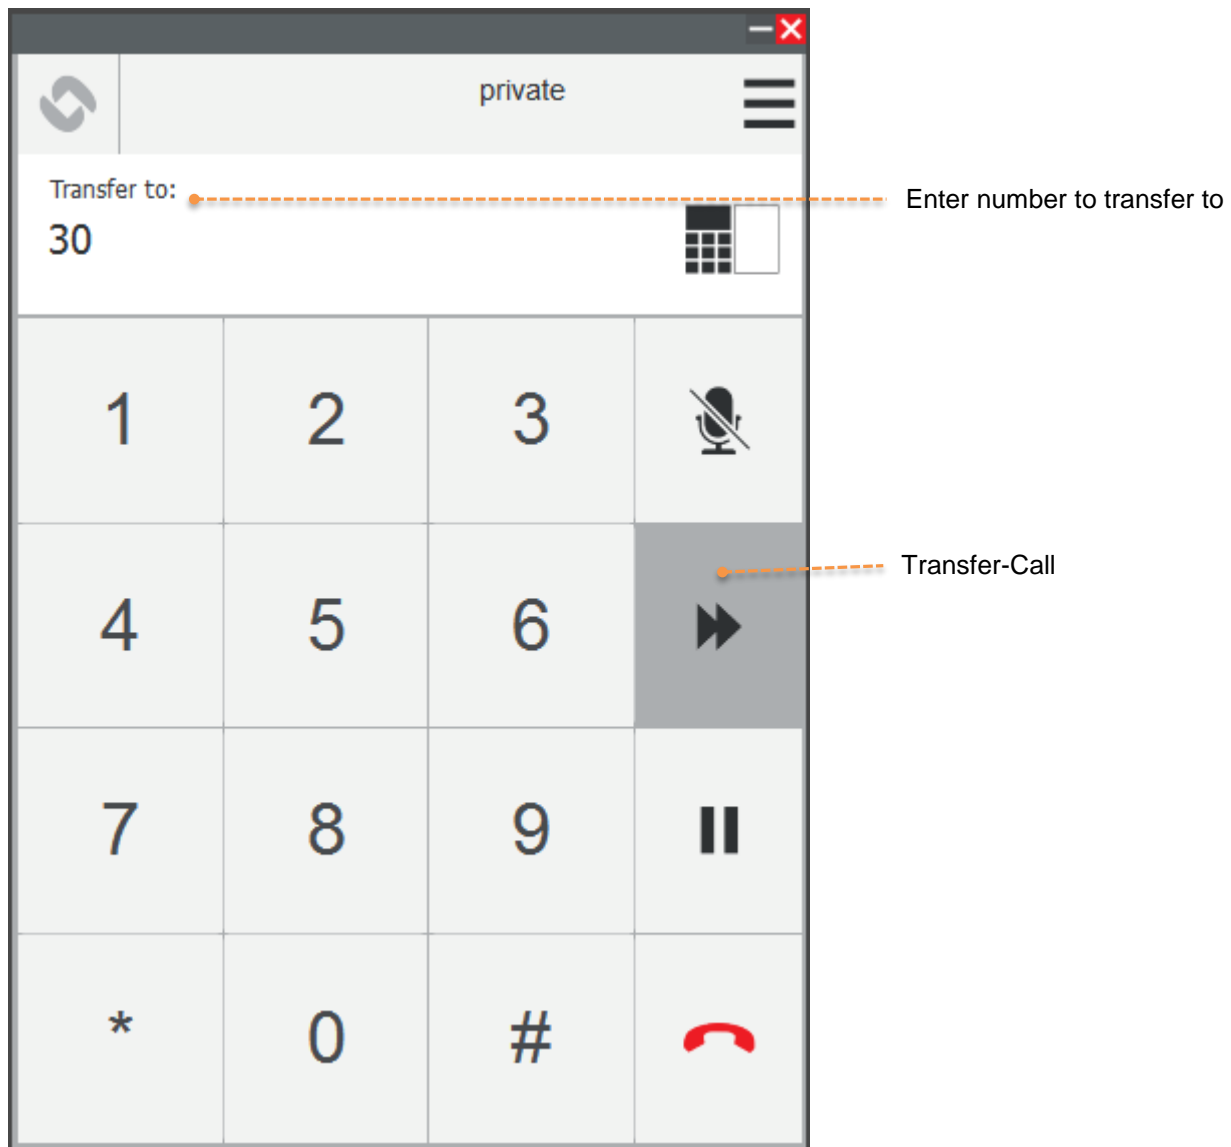 private
Transfer to:
Enter number to transfer to
30
1 2 3
Transfer-Call
4 5 6
7 8 9
* 0 #